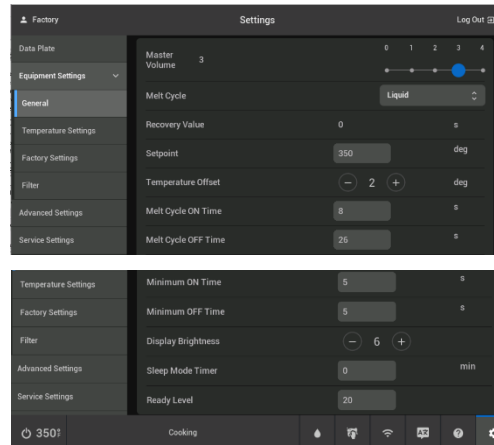 Factory
Settings
Log Out
Data Plate
Equipment Settings
General
Temperature Settings
Factory Settings
Filter
Advanced Settings
Service Settings
Master Volume 3
0 1 2 3 4
Melt Cycle Liquid
Recovery Value 0 s
Setpoint 350 deg
Temperature Offset − 2 + deg
Melt Cycle ON Time 8 s
Melt Cycle OFF Time 26 s
Temperature Settings
Factory Settings
Filter
Advanced Settings
Service Settings
Minimum ON Time 5 s
Minimum OFF Time 5 s
Display Brightness − 6 +
Sleep Mode Timer 0 min
Ready Level 20
350°
Cooking